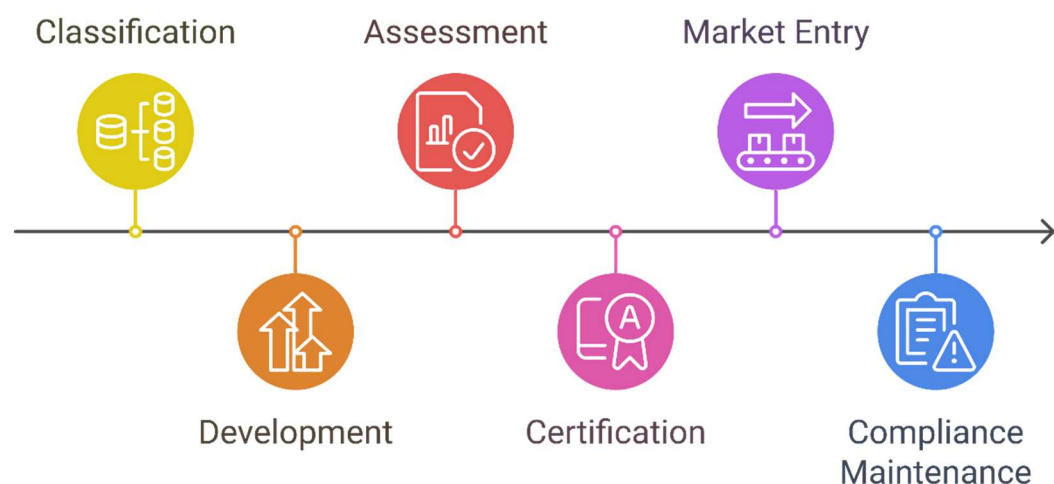 Classification
Assessment
Market Entry
A
Development
Certification
Compliance
Maintenance